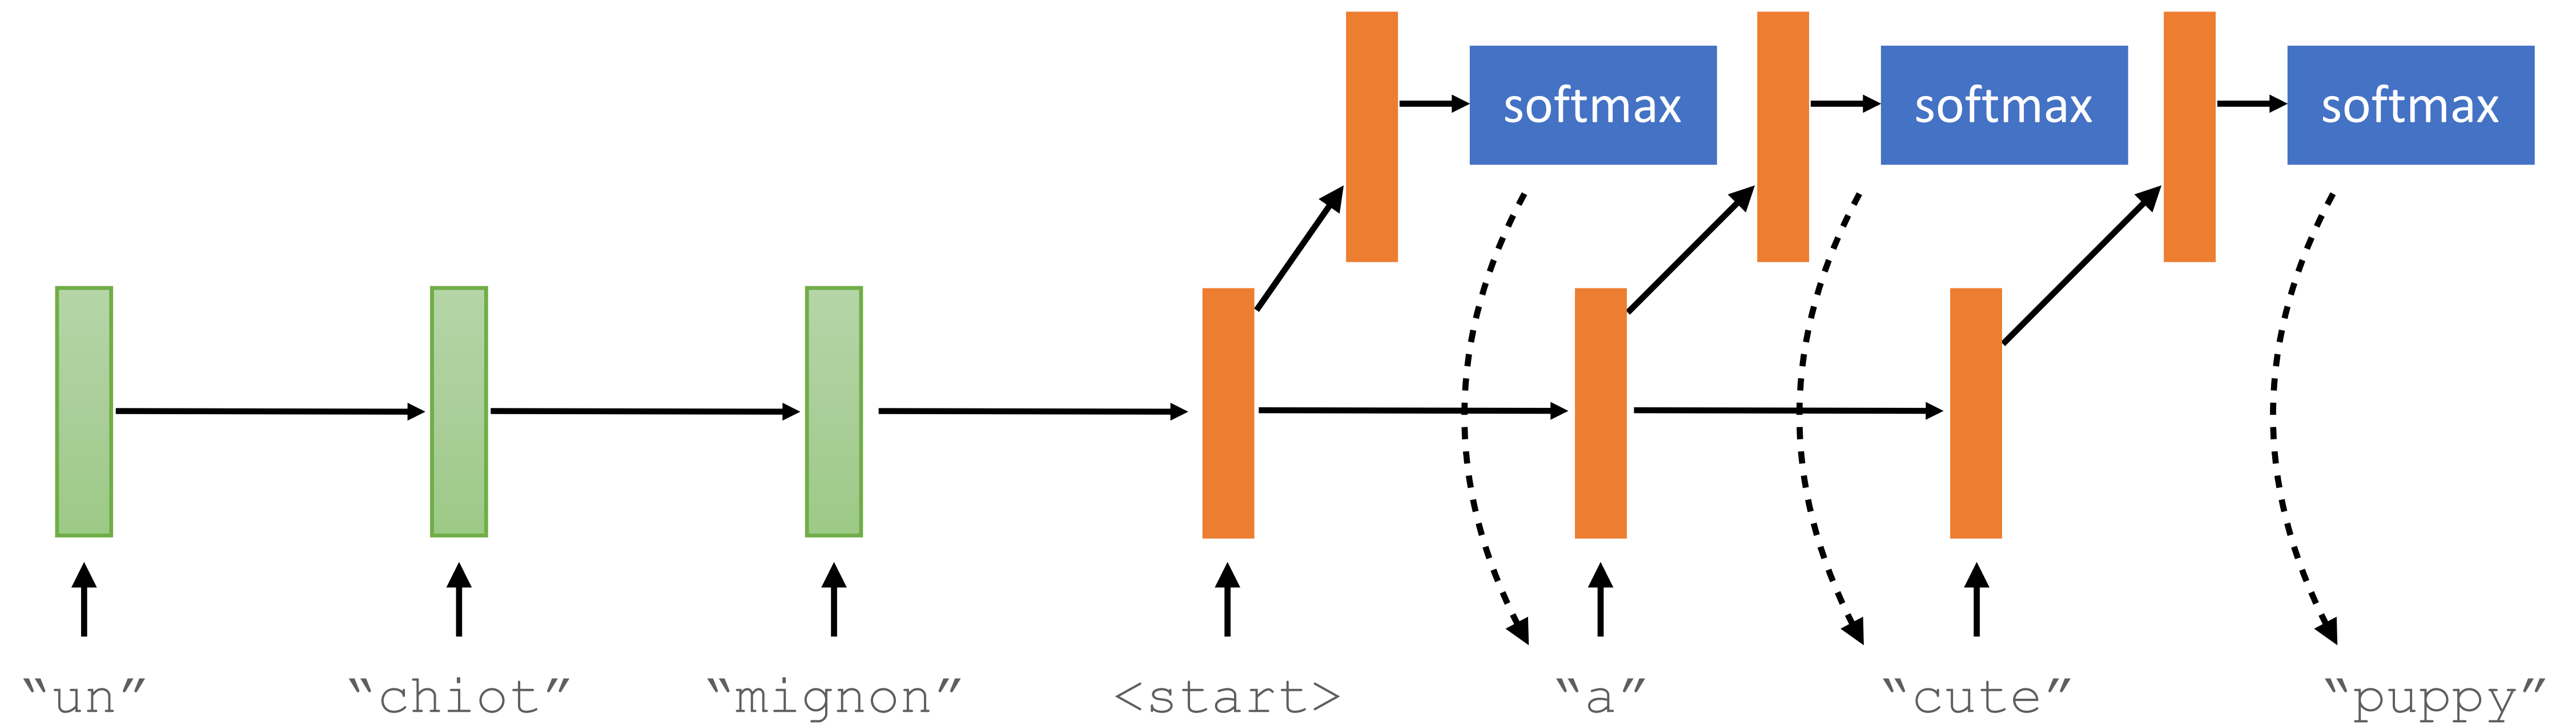 softmax softmax softmax
“un” “chiot” “mignon” <start> “a” “cute” “puppy”